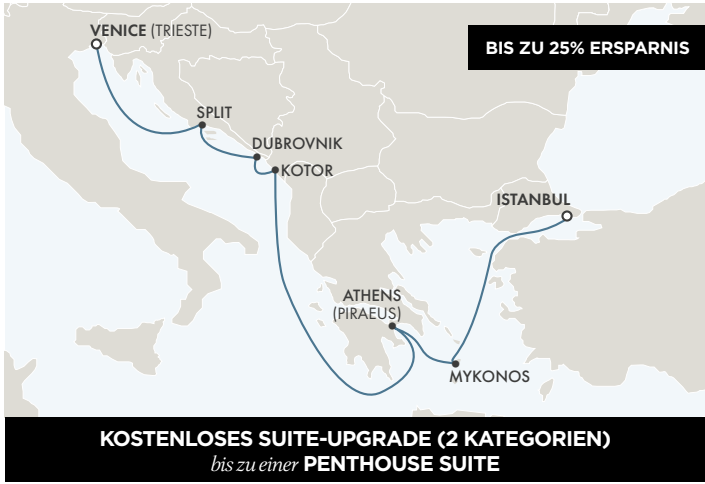 VENICE (TRIESTE)
BIS ZU 25% ERSPARNIS
SPLIT
DUBROVNIK
KOTOR
ISTANBUL
ATHENS
(PIRAEUS)
MYKONOS
KOSTENLOSES SUITE-UPGRADE (2 KATEGORIEN)
bis zu einer PENTHOUSE SUITE